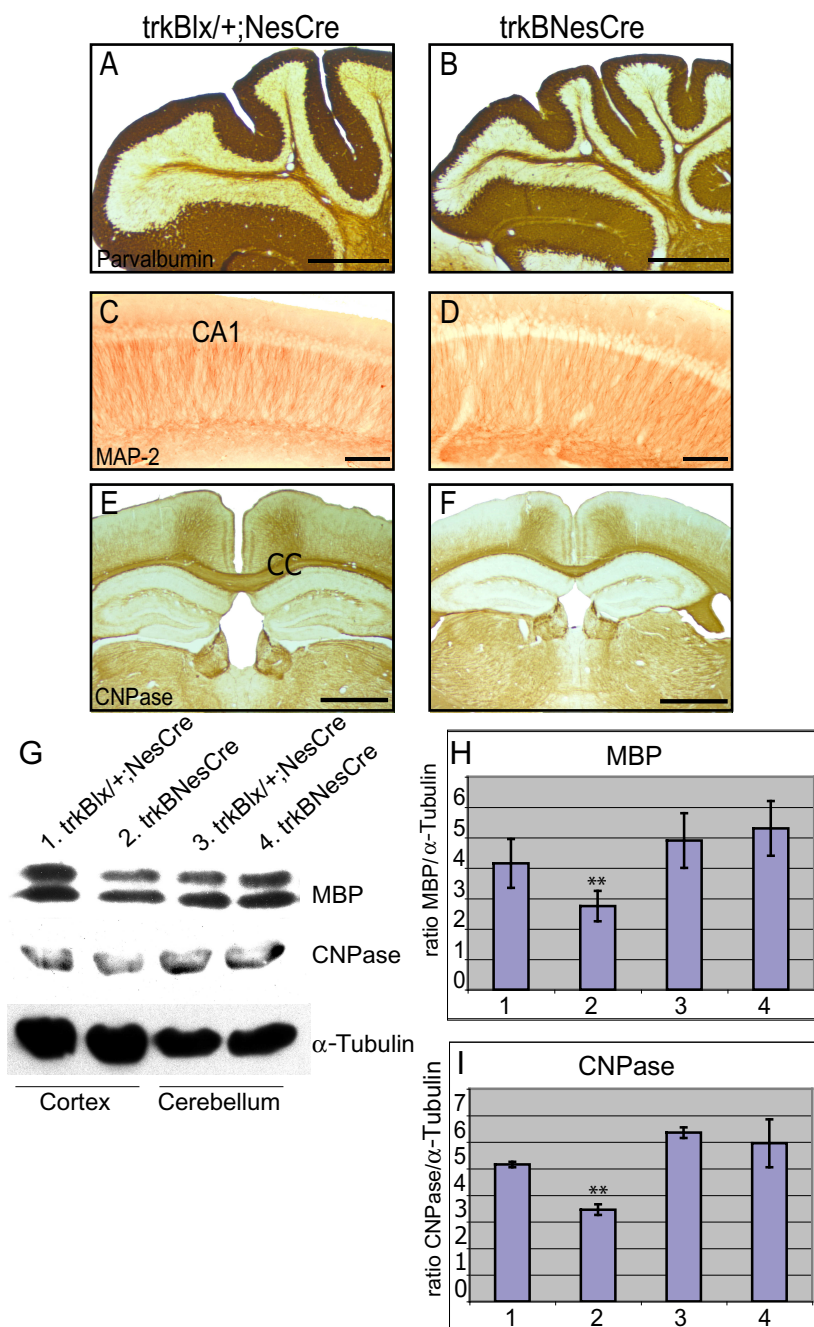 trkBlx/+;NesCre
trkBNesCre
A
B
Parvalbumin
C
CA1
D
MAP-2
E
CC
F
CNPase
G
1. trkBlx/+;NesCre
2. trkBNesCre
3. trkBlx/+;NesCre
4. trkBNesCre
MBP
CNPase
α-Tubulin
Cortex
Cerebellum
H
MBP
ratio MBP/α-Tubulin
6
5
4
3
2
1
0
**
1 2 3 4
I
CNPase
ratio CNPase/α-Tubulin
7
6
5
4
3
2
1
0
**
1 2 3 4